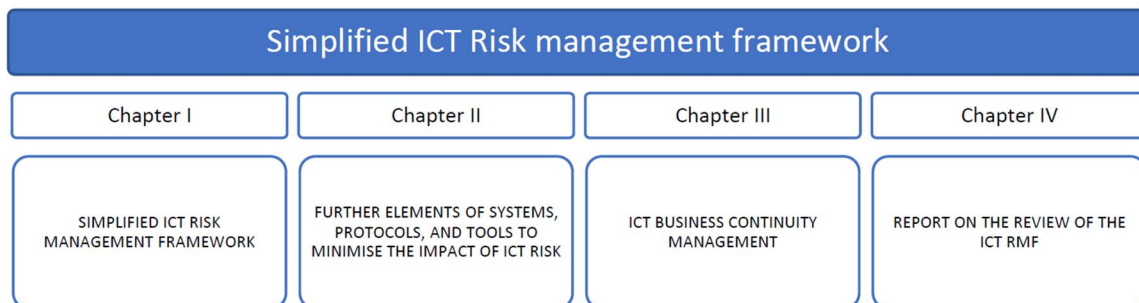 Simplified ICT Risk management framework
Chapter I
Chapter II
Chapter III
Chapter IV
SIMPLIFIED ICT RISK
MANAGEMENT FRAMEWORK
FURTHER ELEMENTS OF SYSTEMS,
PROTOCOLS, AND TOOLS TO
MINIMISE THE IMPACT OF ICT RISK
ICT BUSINESS CONTINUITY
MANAGEMENT
REPORT ON THE REVIEW OF THE
ICT RMF